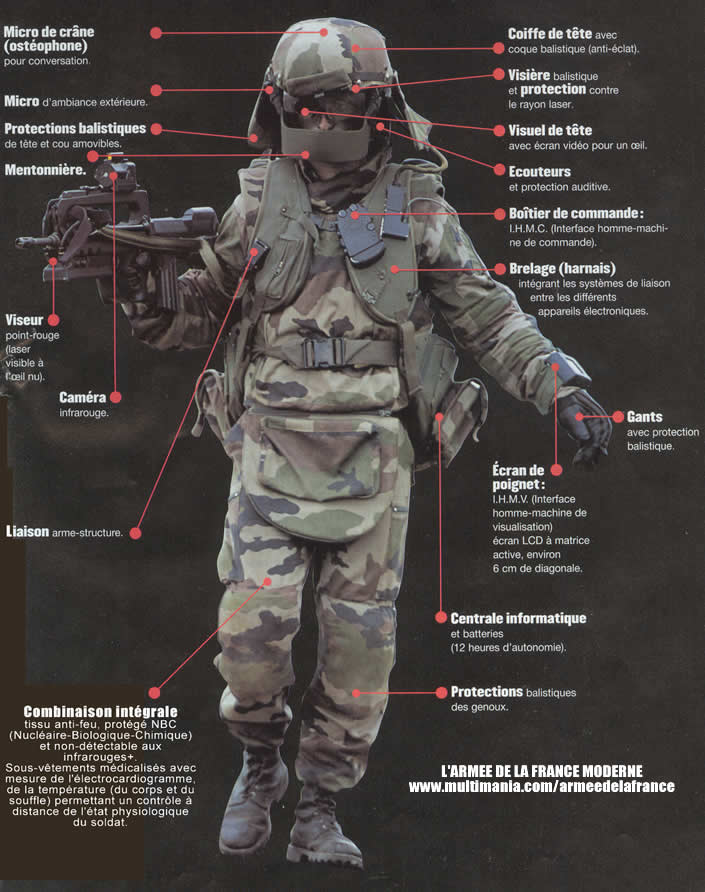 Micro de crâne
(ostéophone)
pour conversation.
Micro d'ambiance extérieure.
Protections balistiques
de tête et cou amovibles.
Mentonnière.
Viseur
point-rouge
(laser
visible à
l'œil nu).
Caméra
infrarouge.
Liaison arme-structure.
Combinaison intégrale
tissu anti-feu, protégé NBC
(Nucléaire-Biologique-Chimique)
et non-détectable aux
infrarouges+.
Sous-vêtements médicalisés avec
mesure de l'électrocardiogramme,
de la température (du corps et du
souffle) permettant un contrôle à
distance de l'état physiologique
du soldat.
Coiffe de tête avec
coque balistique (anti-éclat).
Visière balistique
et protection contre
le rayon laser.
Visuel de tête
avec écran vidéo pour un œil.
Ecouteurs
et protection auditive.
Boîtier de commande :
I.H.M.C. (Interface homme-machi-
ne de commande).
Brelage (harnais)
intégrant les systèmes de liaison
entre les différents
appareils électroniques.
Gants
avec protection
balistique.
Écran de
poignet :
I.H.M.V. (Interface
homme-machine de
visualisation)
écran LCD à matrice
active, environ
6 cm de diagonale.
Centrale informatique
et batteries
(12 heures d'autonomie).
Protections balistiques
des genoux.
L'ARMEE DE LA FRANCE MODERNE
www.multimania.com/armeedelafrance